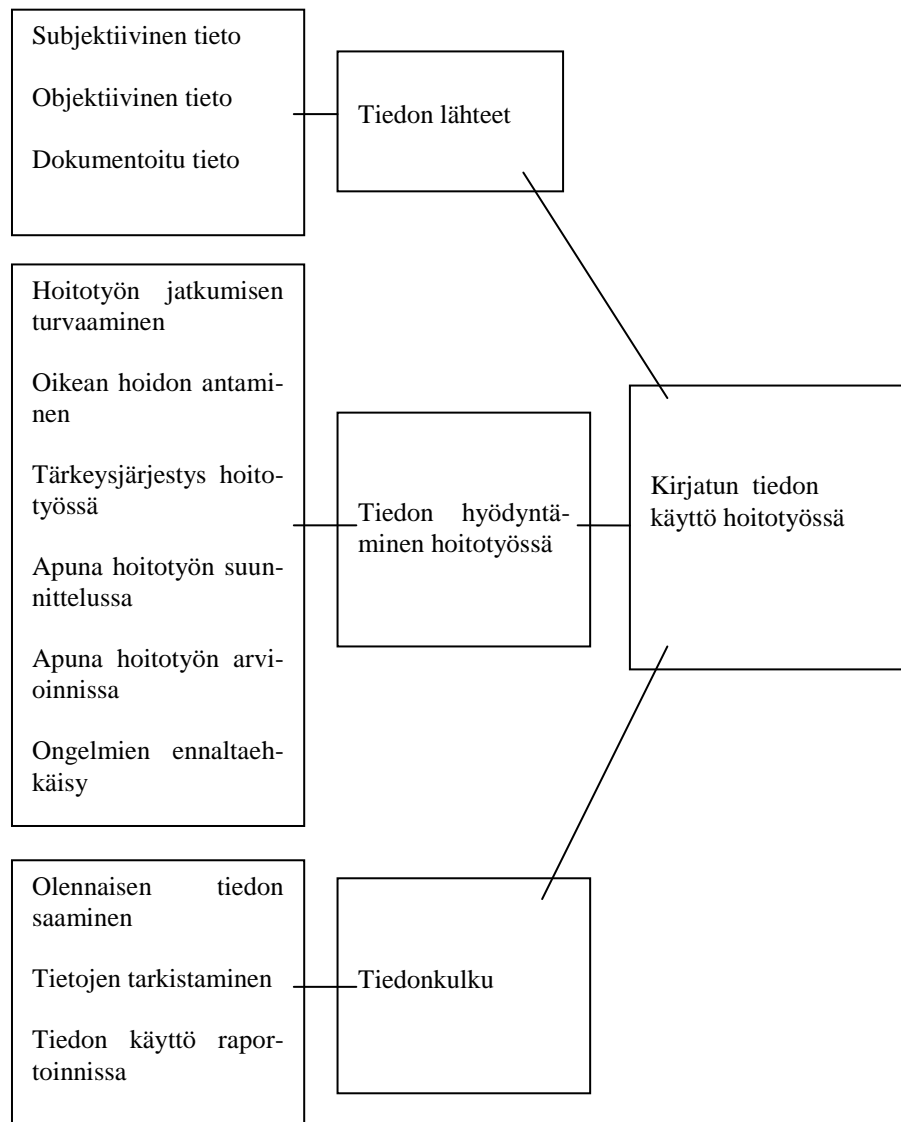 Subjektiivinen tieto
Objektiivinen tieto
Dokumentoitu tieto
Tiedon lähteet
Hoitotyön jatkumisen
turvaaminen
Oikean hoidon antami-
nen
Tärkeysjärjestys hoito-
työssä
Apuna hoitotyön suun-
nittelussa
Apuna hoitotyön arvi-
oinnissa
Ongelmien ennaltaeh-
käisy
Tiedon hyödyntä-
minen hoitotyössä
Kirjatun tiedon
käyttö hoitotyössä
Olennaisen tiedon
saaminen
Tietojen tarkistaminen
Tiedon käyttö rapor-
toinnissa
Tiedonkulku